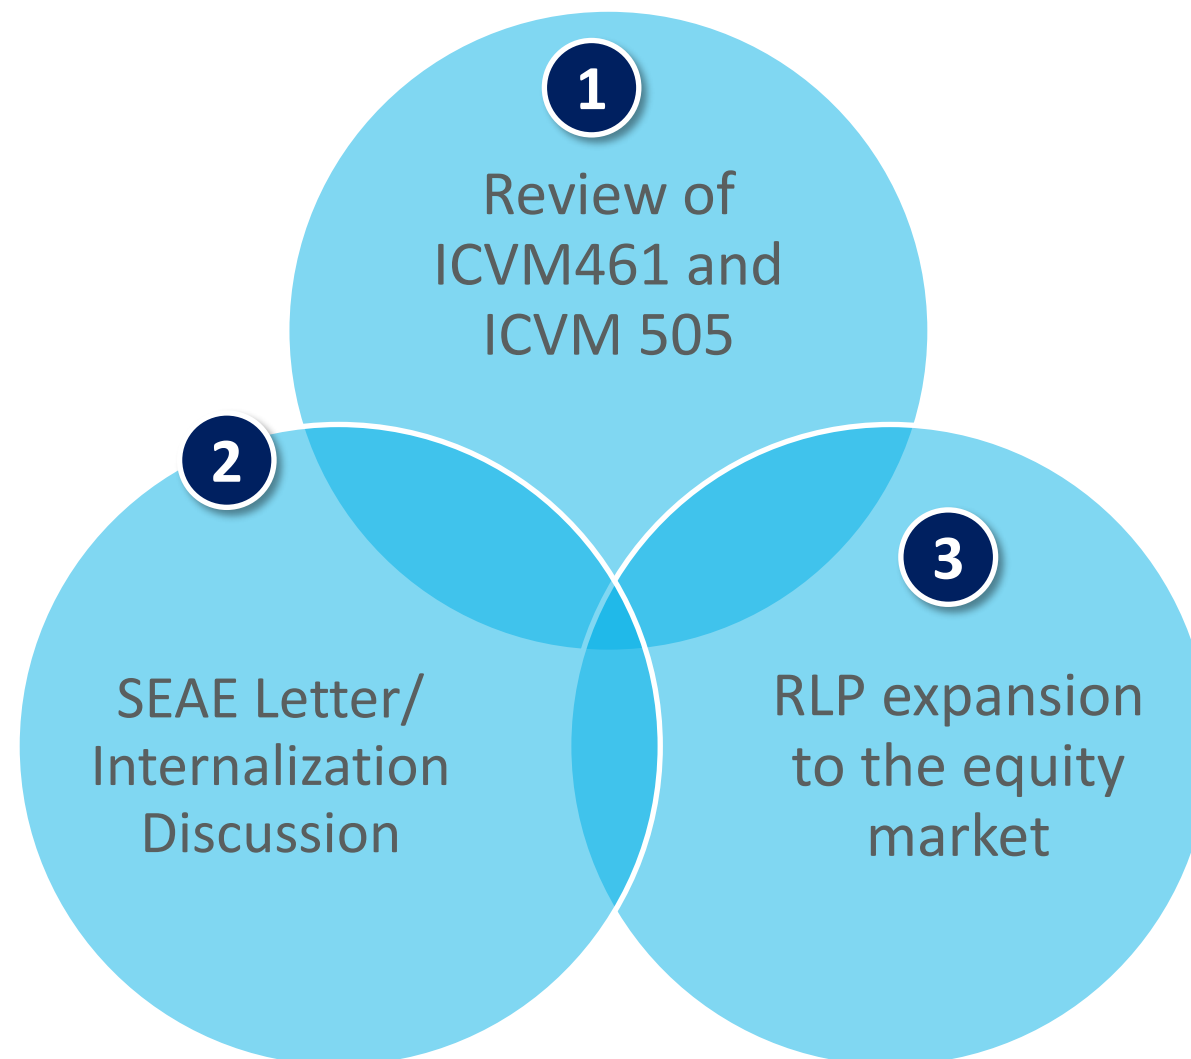 1
Review of
ICVM461 and
ICVM 505
2
SEAE Letter/
Internalization
Discussion
3
RLP expansion
to the equity
market